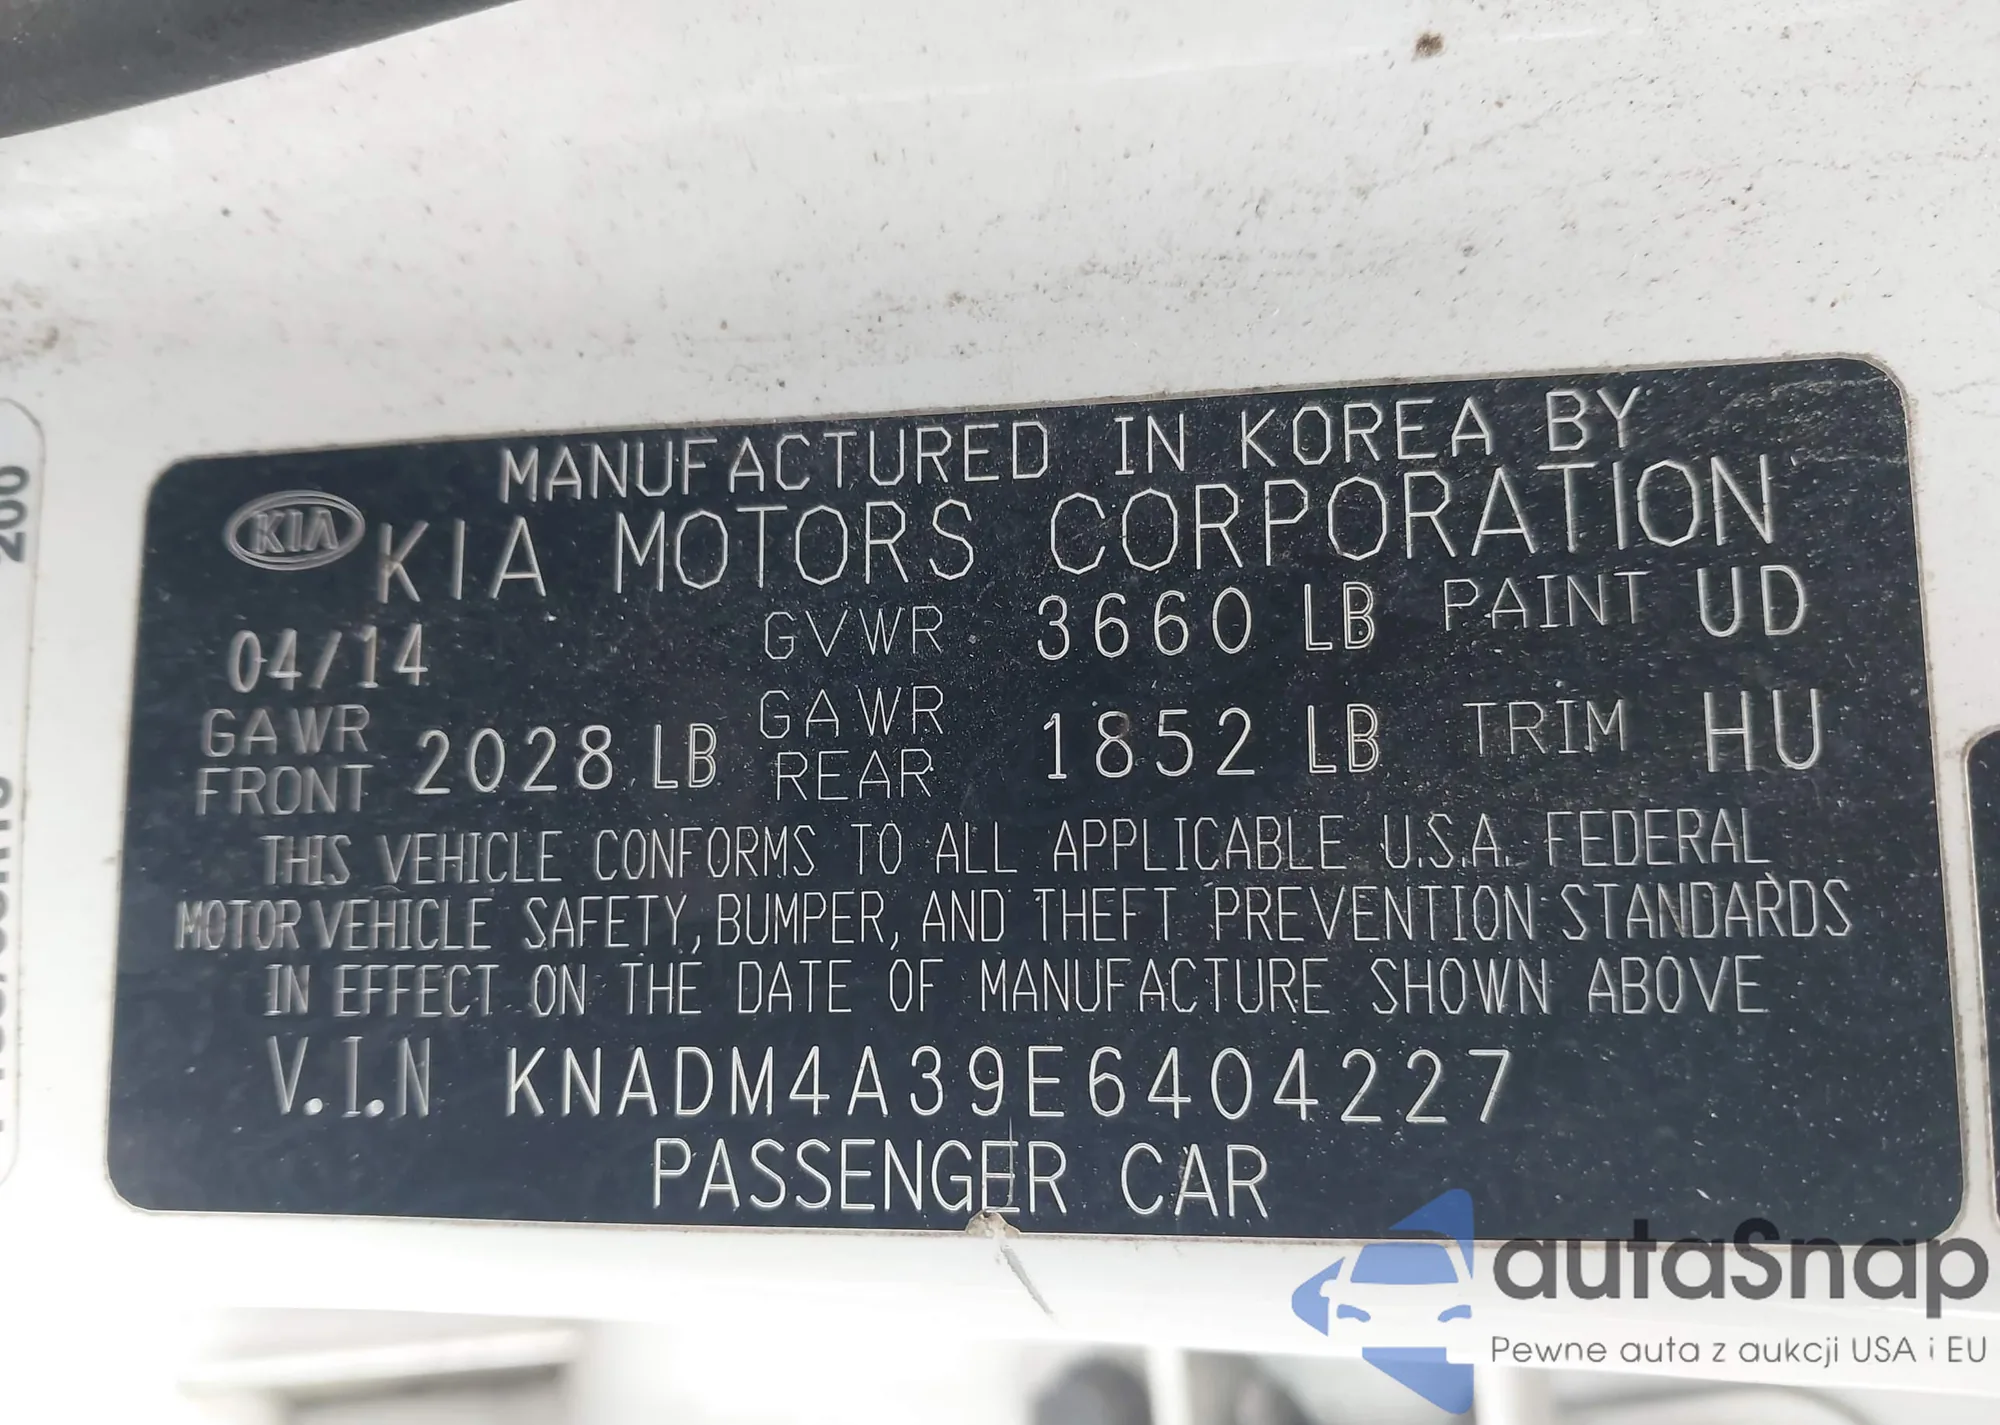 MANUFACTURED IN KOREA BY
KIA KIA MOTORS CORPORATION
04/14 GVWR 3660 LB PAINT UD
GAWR FRONT 2028 LB GAWR REAR 1852 LB TRIM HU
THIS VEHICLE CONFORMS TO ALL APPLICABLE U.S.A. FEDERAL
MOTOR VEHICLE SAFETY, BUMPER, AND THEFT PREVENTION STANDARDS
IN EFFECT ON THE DATE OF MANUFACTURE SHOWN ABOVE
V.I.N KNADM4A39E6404227
PASSENGER CAR
200
autaSnap
Pewne auta z aukcji USA i EU